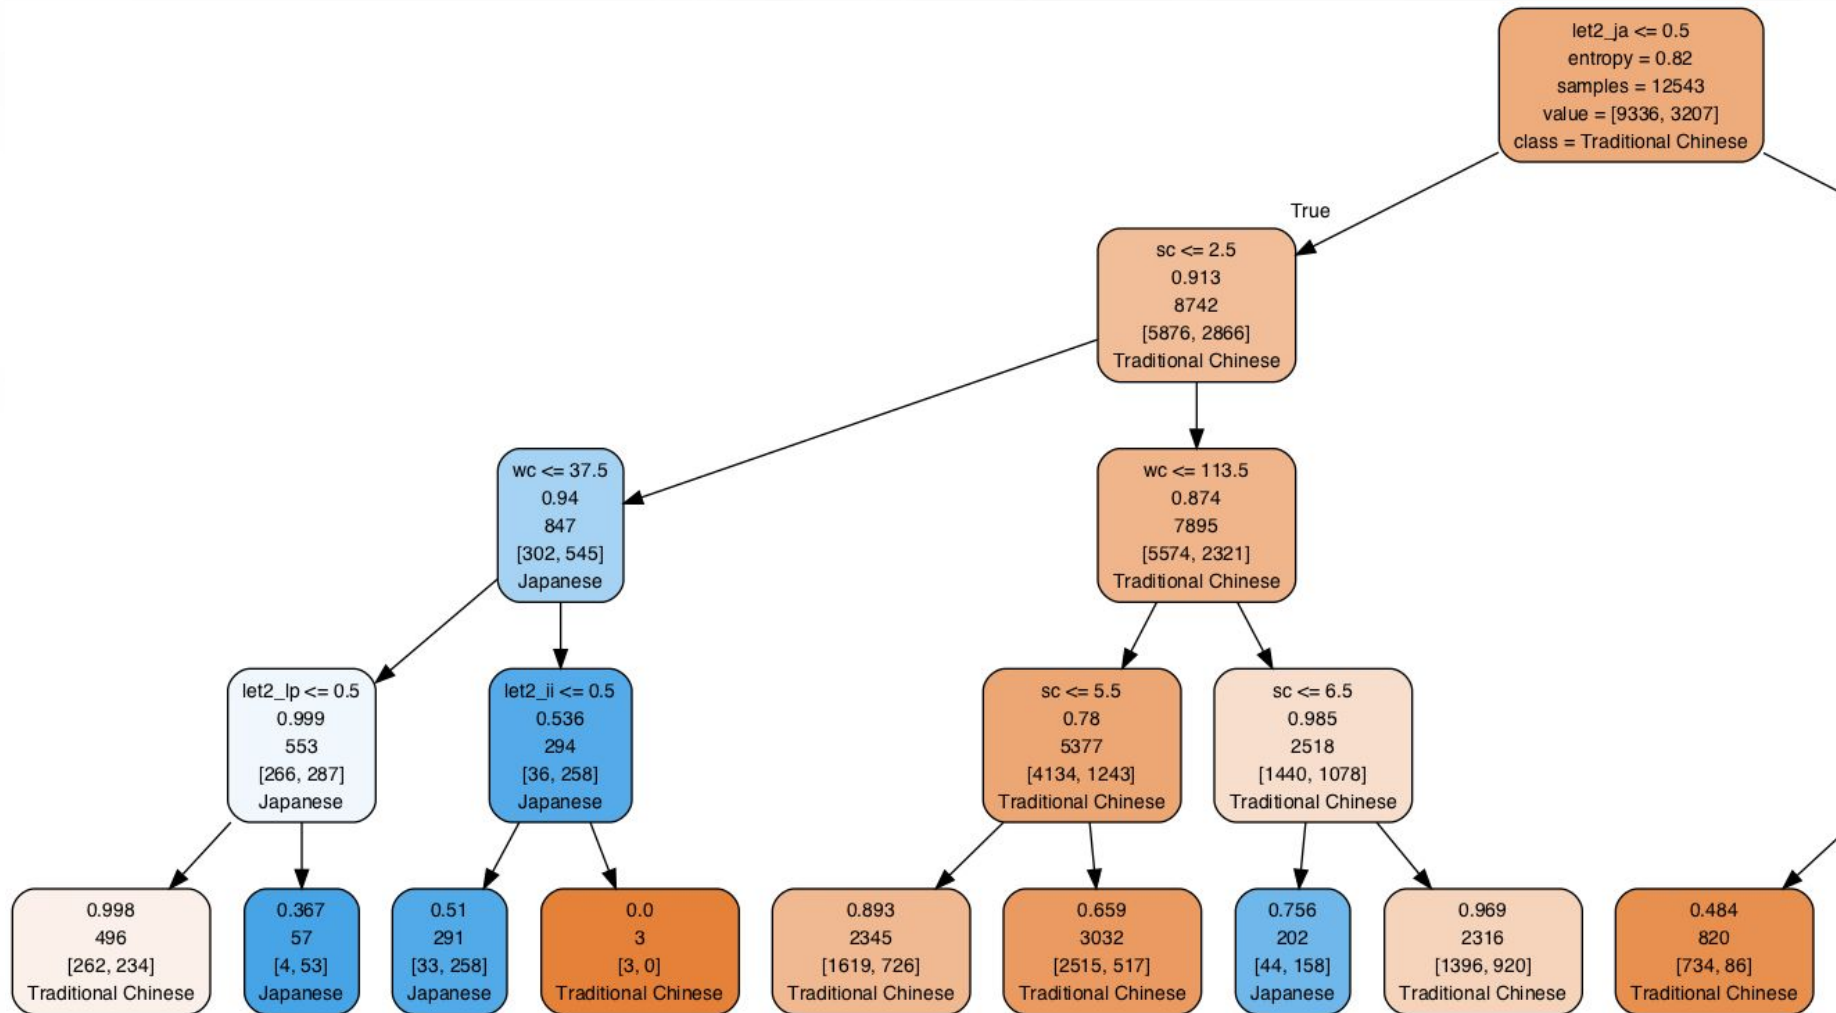 let2_ja <= 0.5
entropy = 0.82
samples = 12543
value = [9336, 3207]
class = Traditional Chinese
True
sc <= 2.5
0.913
8742
[5876, 2866]
Traditional Chinese
wc <= 37.5
0.94
847
[302, 545]
Japanese
wc <= 113.5
0.874
7895
[5574, 2321]
Traditional Chinese
let2_lp <= 0.5
0.999
553
[266, 287]
Japanese
let2_ii <= 0.5
0.536
294
[36, 258]
Japanese
sc <= 5.5
0.78
5377
[4134, 1243]
Traditional Chinese
sc <= 6.5
0.985
2518
[1440, 1078]
Traditional Chinese
0.998
496
[262, 234]
Traditional Chinese
0.367
57
[4, 53]
Japanese
0.51
291
[33, 258]
Japanese
0.0
3
[3, 0]
Traditional Chinese
0.893
2345
[1619, 726]
Traditional Chinese
0.659
3032
[2515, 517]
Traditional Chinese
0.756
202
[44, 158]
Japanese
0.969
2316
[1396, 920]
Traditional Chinese
0.484
820
[734, 86]
Traditional Chinese